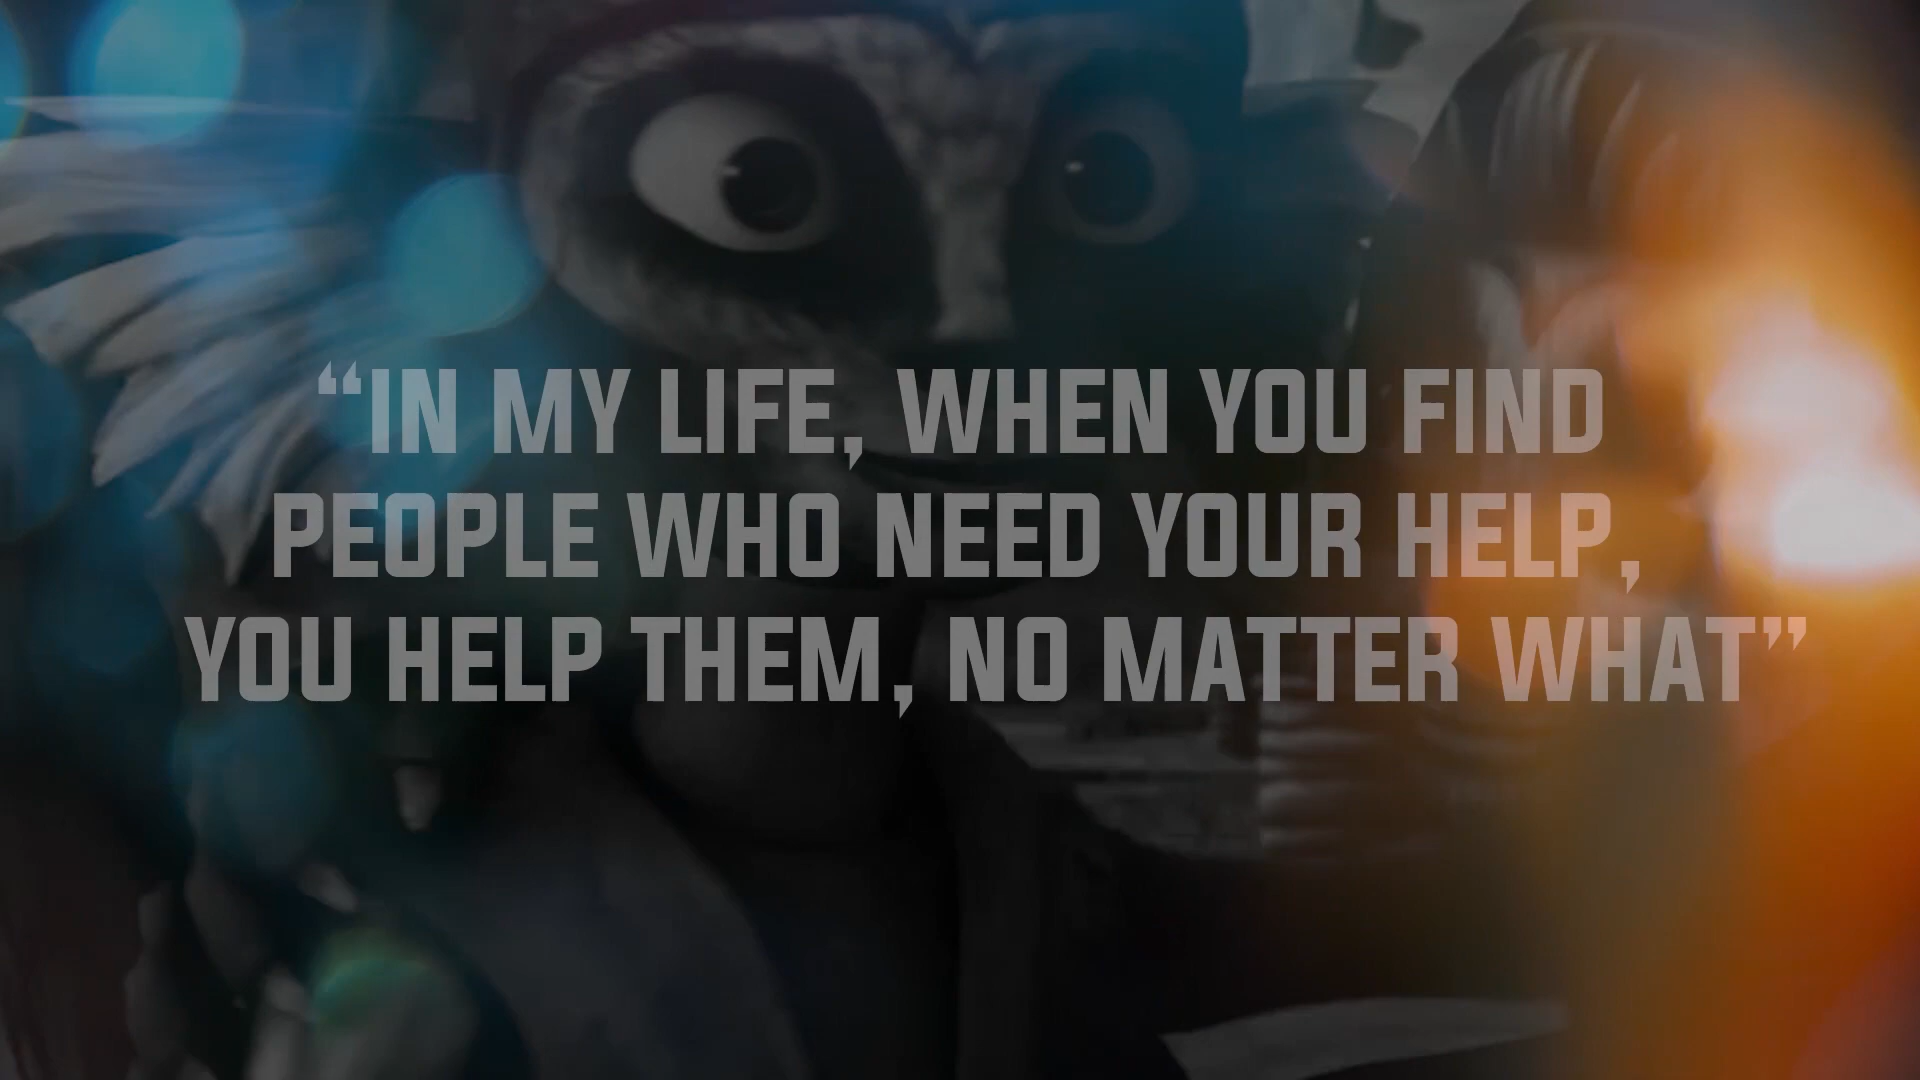 “IN MY LIFE, WHEN YOU FIND
PEOPLE WHO NEED YOUR HELP,
YOU HELP THEM, NO MATTER WHAT”